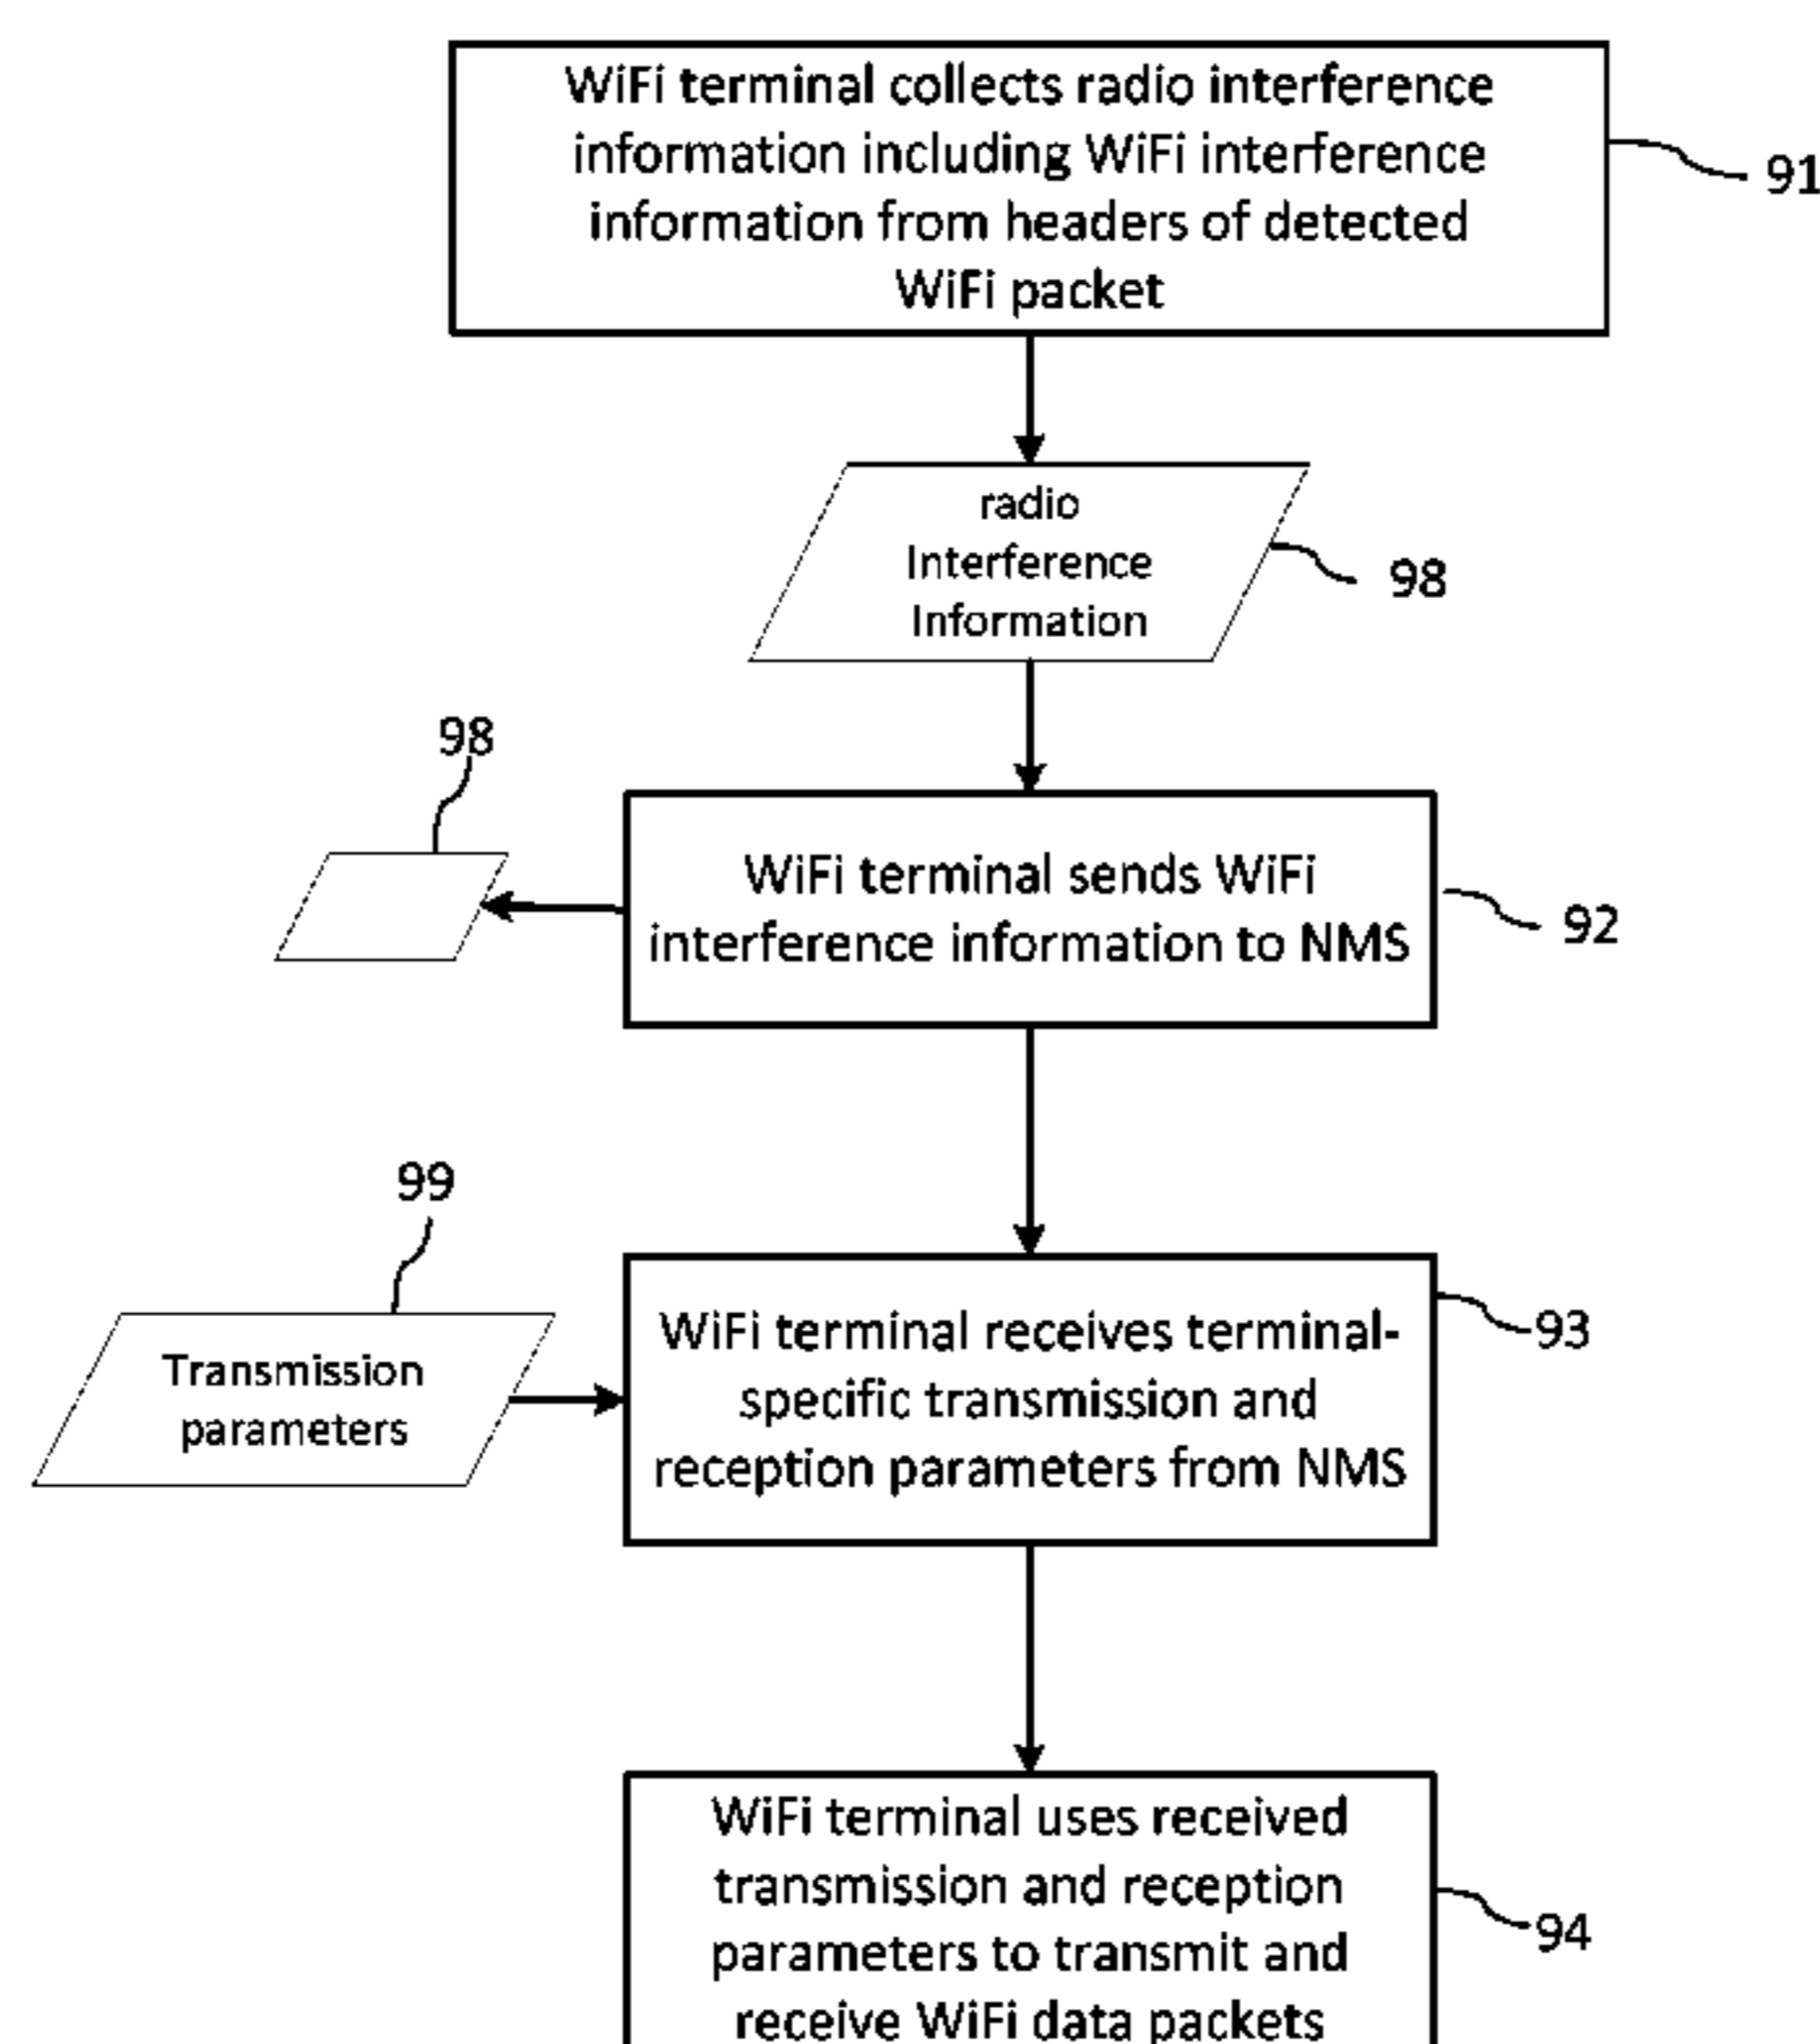 WiFi terminal collects radio interference
information including WiFi interference
information from headers of detected
WiFi packet
91
radio
Interference
Information
98
98
WiFi terminal sends WiFi
interference information to NMS
92
99
Transmission
parameters
WiFi terminal receives terminal-
specific transmission and
reception parameters from NMS
93
WiFi terminal uses received
transmission and reception
parameters to transmit and
receive WiFi data packets
94